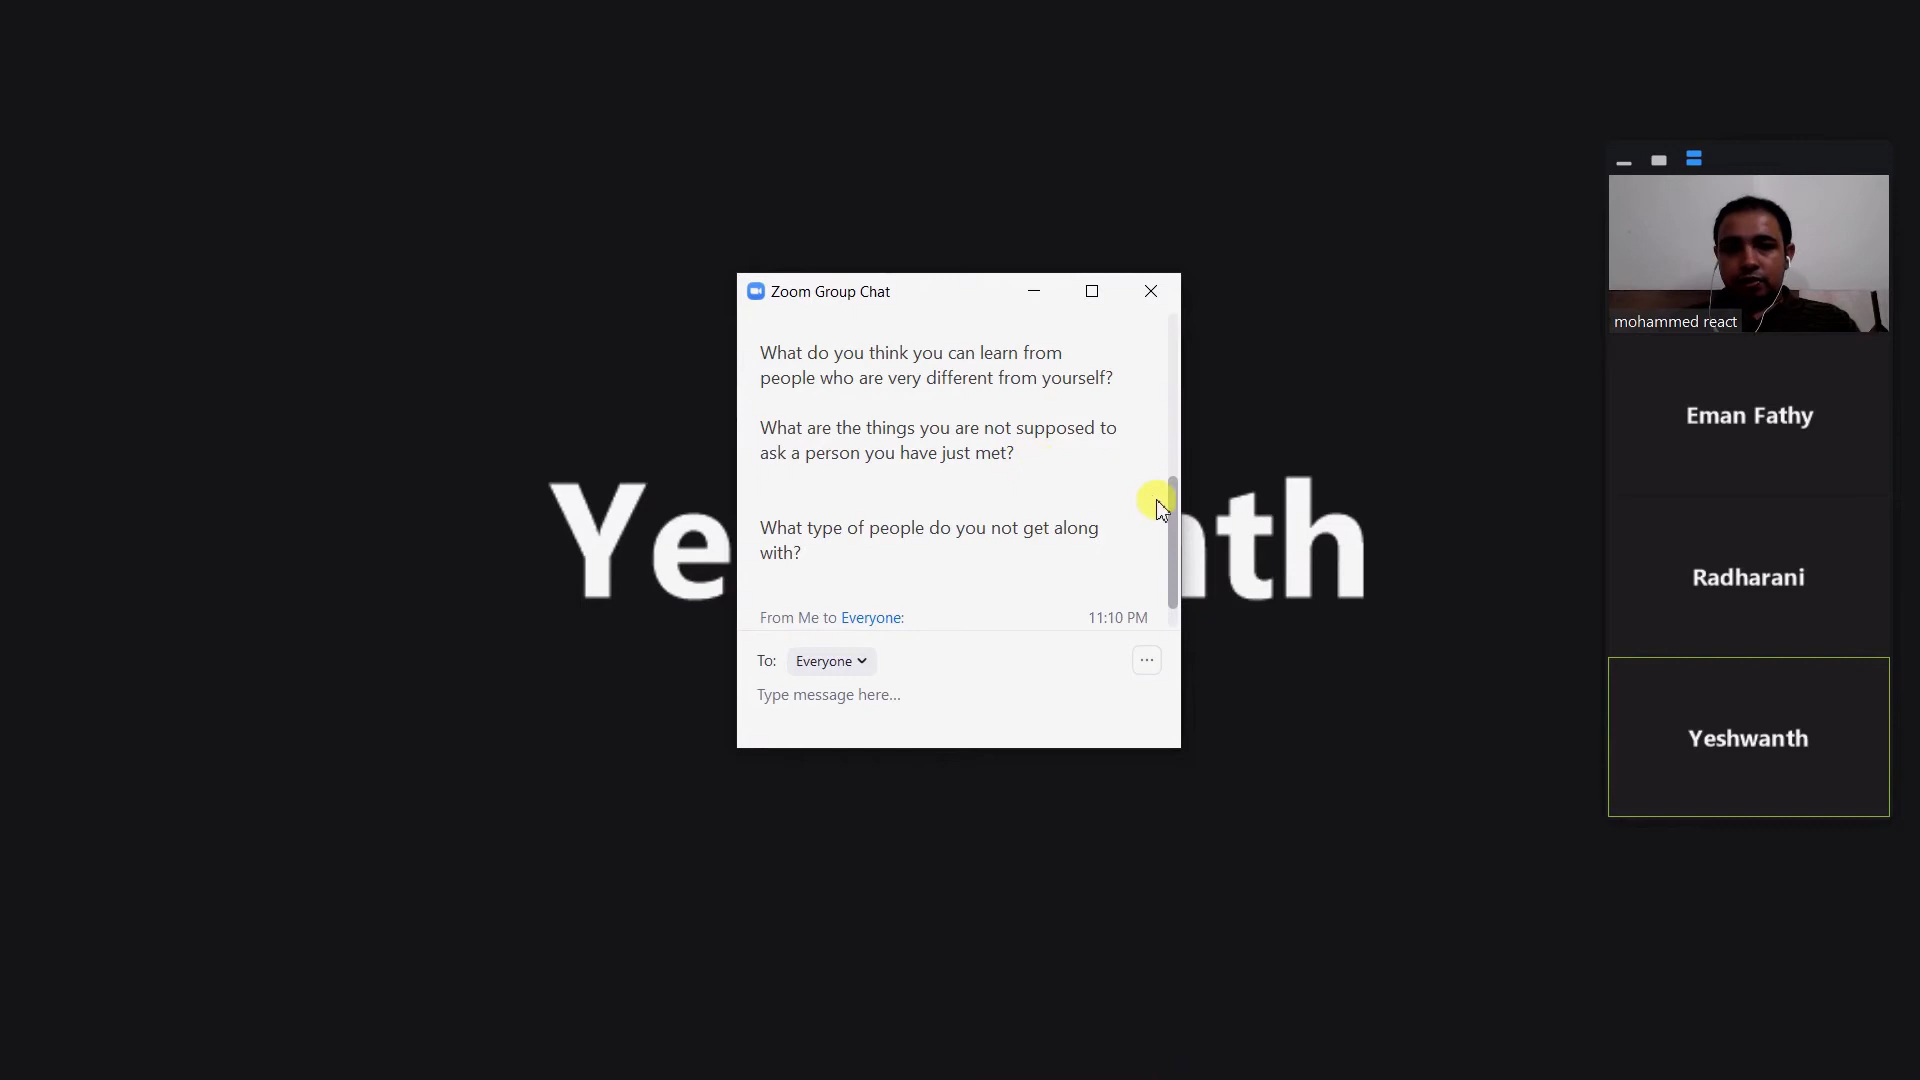 Zoom Group Chat
What do you think you can learn from
people who are very different from yourself?
What are the things you are not supposed to
ask a person you have just met?
What type of people do you not get along
with?
From Me to Everyone: 11:10 PM
To: Everyone
Type message here...
mohammed react
Eman Fathy
Radharani
Yeshwanth